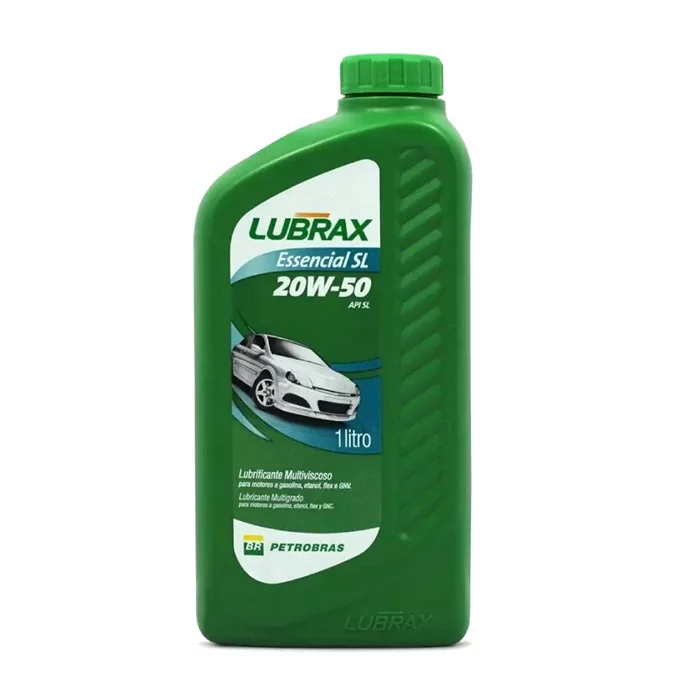 LUBRAX
Essencial SL
20W-50
API SL
1 litro
Lubrificante Multiviscoso
para motores a gasolina, etanol, flex e GNV.
Lubricante Multigrado
para motores a gasolina, etanol, flex y GNC.
BR PETROBRAS
LUBRAX